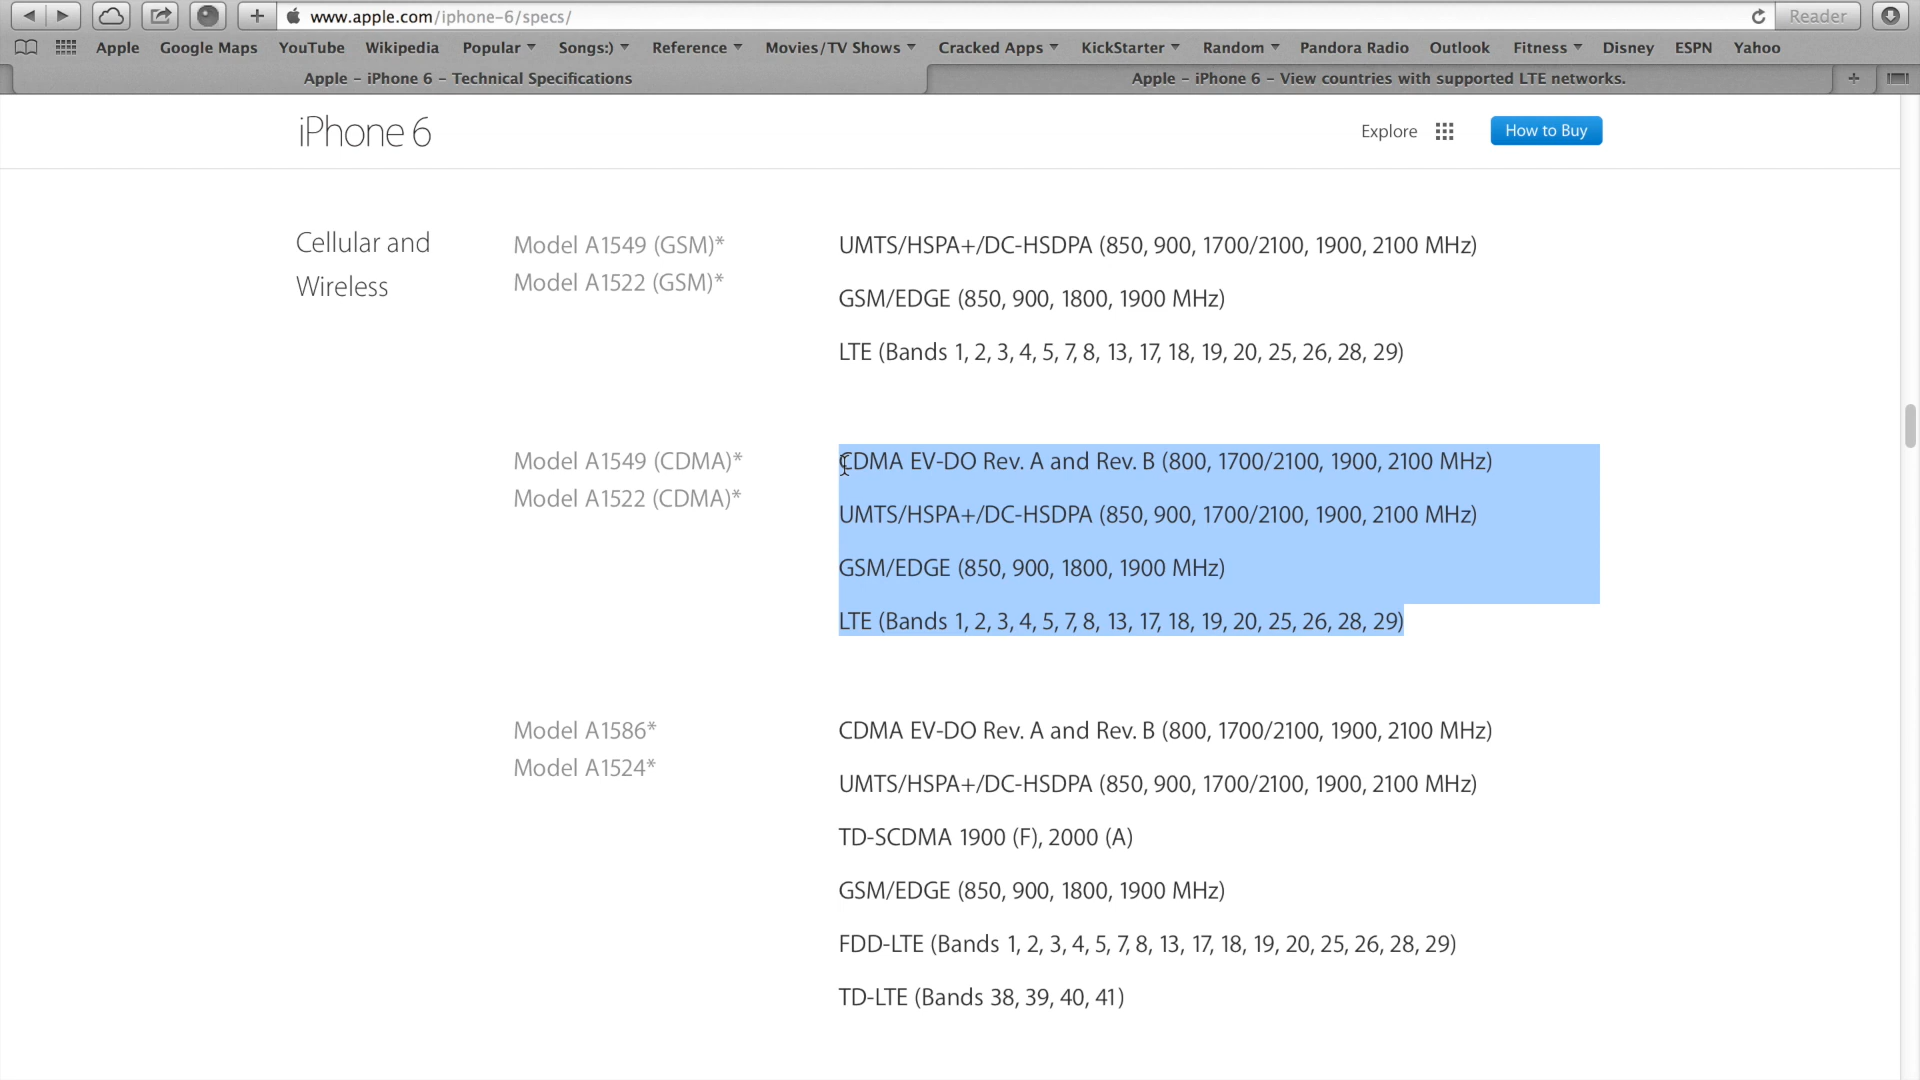 www.apple.com/iphone-6/specs/
Reader
Apple Google Maps YouTube Wikipedia Popular Songs:) Reference Movies/TV Shows Cracked Apps KickStarter Random Pandora Radio Outlook Fitness Disney ESPN Yahoo
Apple – iPhone 6 – Technical Specifications
Apple – iPhone 6 – View countries with supported LTE networks.
iPhone 6
Explore
How to Buy
Cellular and
Wireless
Model A1549 (GSM)*
Model A1522 (GSM)*
UMTS/HSPA+/DC-HSDPA (850, 900, 1700/2100, 1900, 2100 MHz)
GSM/EDGE (850, 900, 1800, 1900 MHz)
LTE (Bands 1, 2, 3, 4, 5, 7, 8, 13, 17, 18, 19, 20, 25, 26, 28, 29)
Model A1549 (CDMA)*
Model A1522 (CDMA)*
CDMA EV-DO Rev. A and Rev. B (800, 1700/2100, 1900, 2100 MHz)
UMTS/HSPA+/DC-HSDPA (850, 900, 1700/2100, 1900, 2100 MHz)
GSM/EDGE (850, 900, 1800, 1900 MHz)
LTE (Bands 1, 2, 3, 4, 5, 7, 8, 13, 17, 18, 19, 20, 25, 26, 28, 29)
Model A1586*
Model A1524*
CDMA EV-DO Rev. A and Rev. B (800, 1700/2100, 1900, 2100 MHz)
UMTS/HSPA+/DC-HSDPA (850, 900, 1700/2100, 1900, 2100 MHz)
TD-SCDMA 1900 (F), 2000 (A)
GSM/EDGE (850, 900, 1800, 1900 MHz)
FDD-LTE (Bands 1, 2, 3, 4, 5, 7, 8, 13, 17, 18, 19, 20, 25, 26, 28, 29)
TD-LTE (Bands 38, 39, 40, 41)